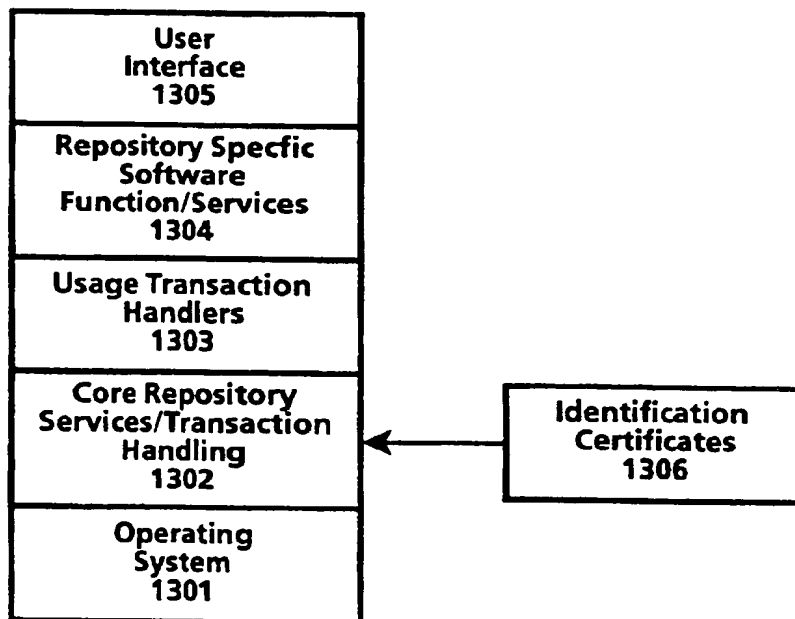 User
Interface
1305
Repository Specfic
Software
Function/Services
1304
Usage Transaction
Handlers
1303
Core Repository
Services/Transaction
Handling
1302
Operating
System
1301
Identification
Certificates
1306